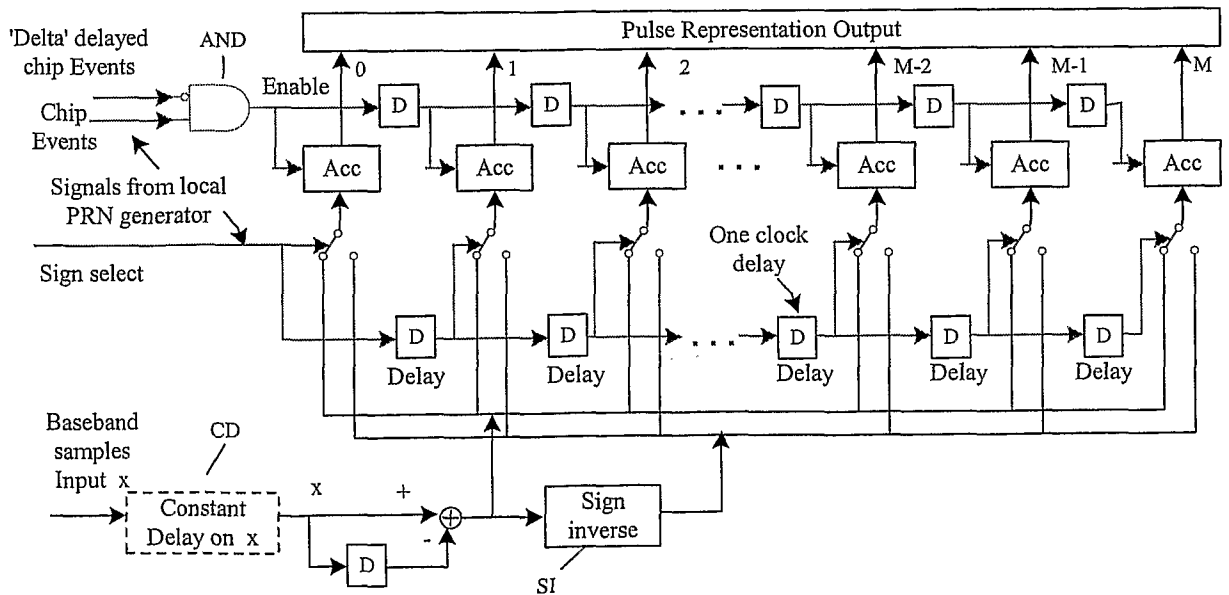 Pulse Representation Output
'Delta' delayed
chip Events
AND
0
1
2
M-2
M-1
M
Enable
D
D
. . .
D
D
D
Chip
Events
Acc
Acc
Acc
. . .
Acc
Acc
Acc
Signals from local
PRN generator
One clock
delay
Sign select
D
D
. . .
D
D
D
Delay
Delay
Delay
Delay
Delay
Baseband
samples
Input x
CD
Constant
Delay on x
x
+
+
-
D
Sign
inverse
SI